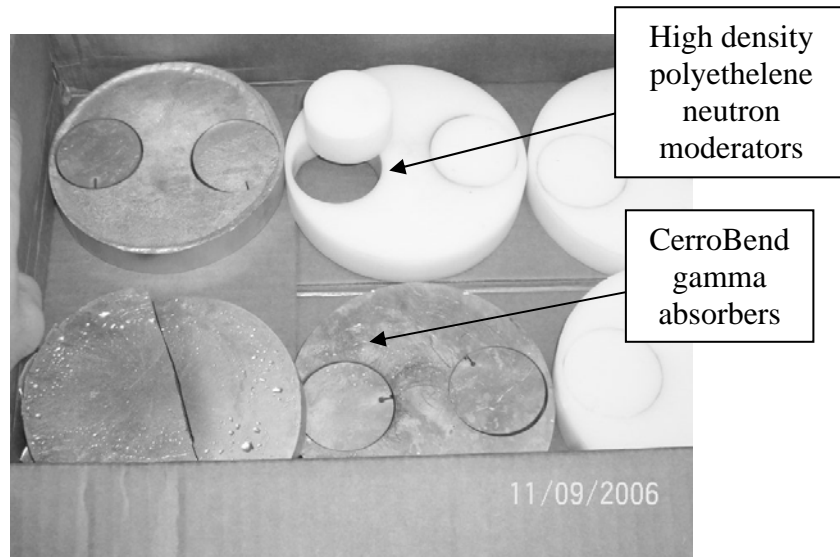 High density
polyethelene
neutron
moderators
CerroBend
gamma
absorbers
11/09/2006